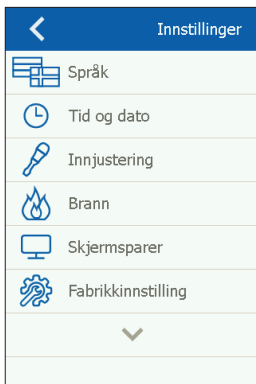 Innstillinger
Språk
Tid og dato
Innjustering
Brann
Skjermsparer
Fabrikkinnstilling